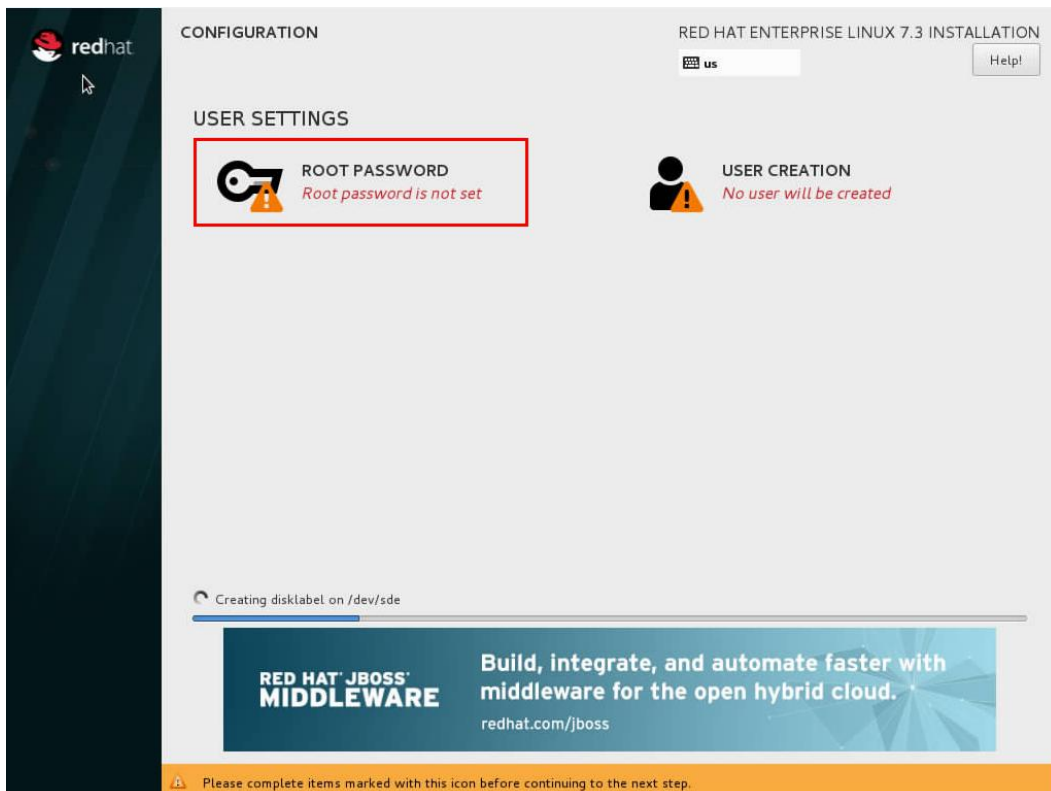 redhat
CONFIGURATION
RED HAT ENTERPRISE LINUX 7.3 INSTALLATION
us
Help!
USER SETTINGS
ROOT PASSWORD
Root password is not set
USER CREATION
No user will be created
Creating disklabel on /dev/sde
RED HAT JBOSS
MIDDLEWARE
Build, integrate, and automate faster with
middleware for the open hybrid cloud.
redhat.com/jboss
Please complete items marked with this icon before continuing to the next step.